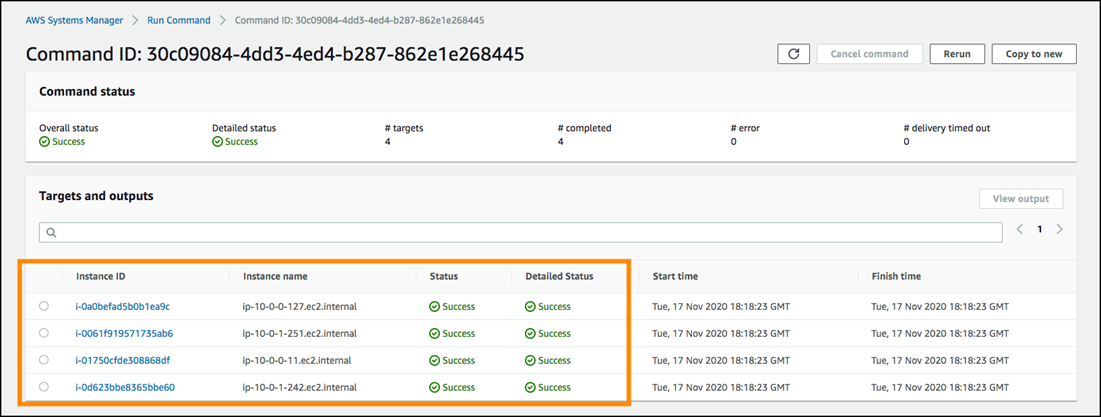 AWS Systems Manager > Run Command > Command ID: 30c09084-4dd3-4ed4-b287-862e1e268445
Command ID: 30c09084-4dd3-4ed4-b287-862e1e268445 Cancel command Rerun Copy to new
Command status
Overall status Detailed status # targets # completed # error # delivery timed out
Success Success 4 4 0 0
Targets and outputs View output
< 1 >
Instance ID Instance name Status Detailed Status Start time Finish time
i-0a0befad5b0b1ea9c ip-10-0-0-127.ec2.internal Success Success Tue, 17 Nov 2020 18:18:23 GMT Tue, 17 Nov 2020 18:18:23 GMT
i-0061f919571735ab6 ip-10-0-1-251.ec2.internal Success Success Tue, 17 Nov 2020 18:18:23 GMT Tue, 17 Nov 2020 18:18:23 GMT
i-01750cfde308868df ip-10-0-0-11.ec2.internal Success Success Tue, 17 Nov 2020 18:18:23 GMT Tue, 17 Nov 2020 18:18:23 GMT
i-0d623bbe8365bbe60 ip-10-0-1-242.ec2.internal Success Success Tue, 17 Nov 2020 18:18:23 GMT Tue, 17 Nov 2020 18:18:23 GMT